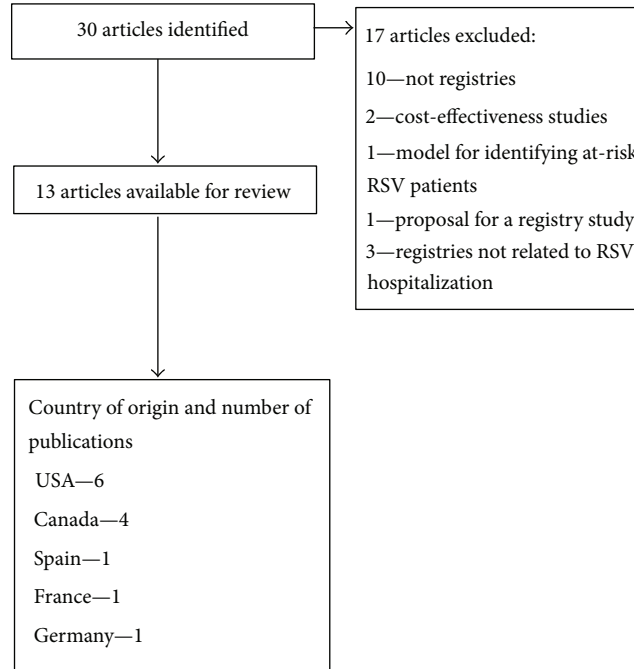 30 articles identified
17 articles excluded:
10—not registries
2—cost-effectiveness studies
1—model for identifying at-risk
RSV patients
1—proposal for a registry study
3—registries not related to RSV
hospitalization
13 articles available for review
Country of origin and number of
publications
USA—6
Canada—4
Spain—1
France—1
Germany—1